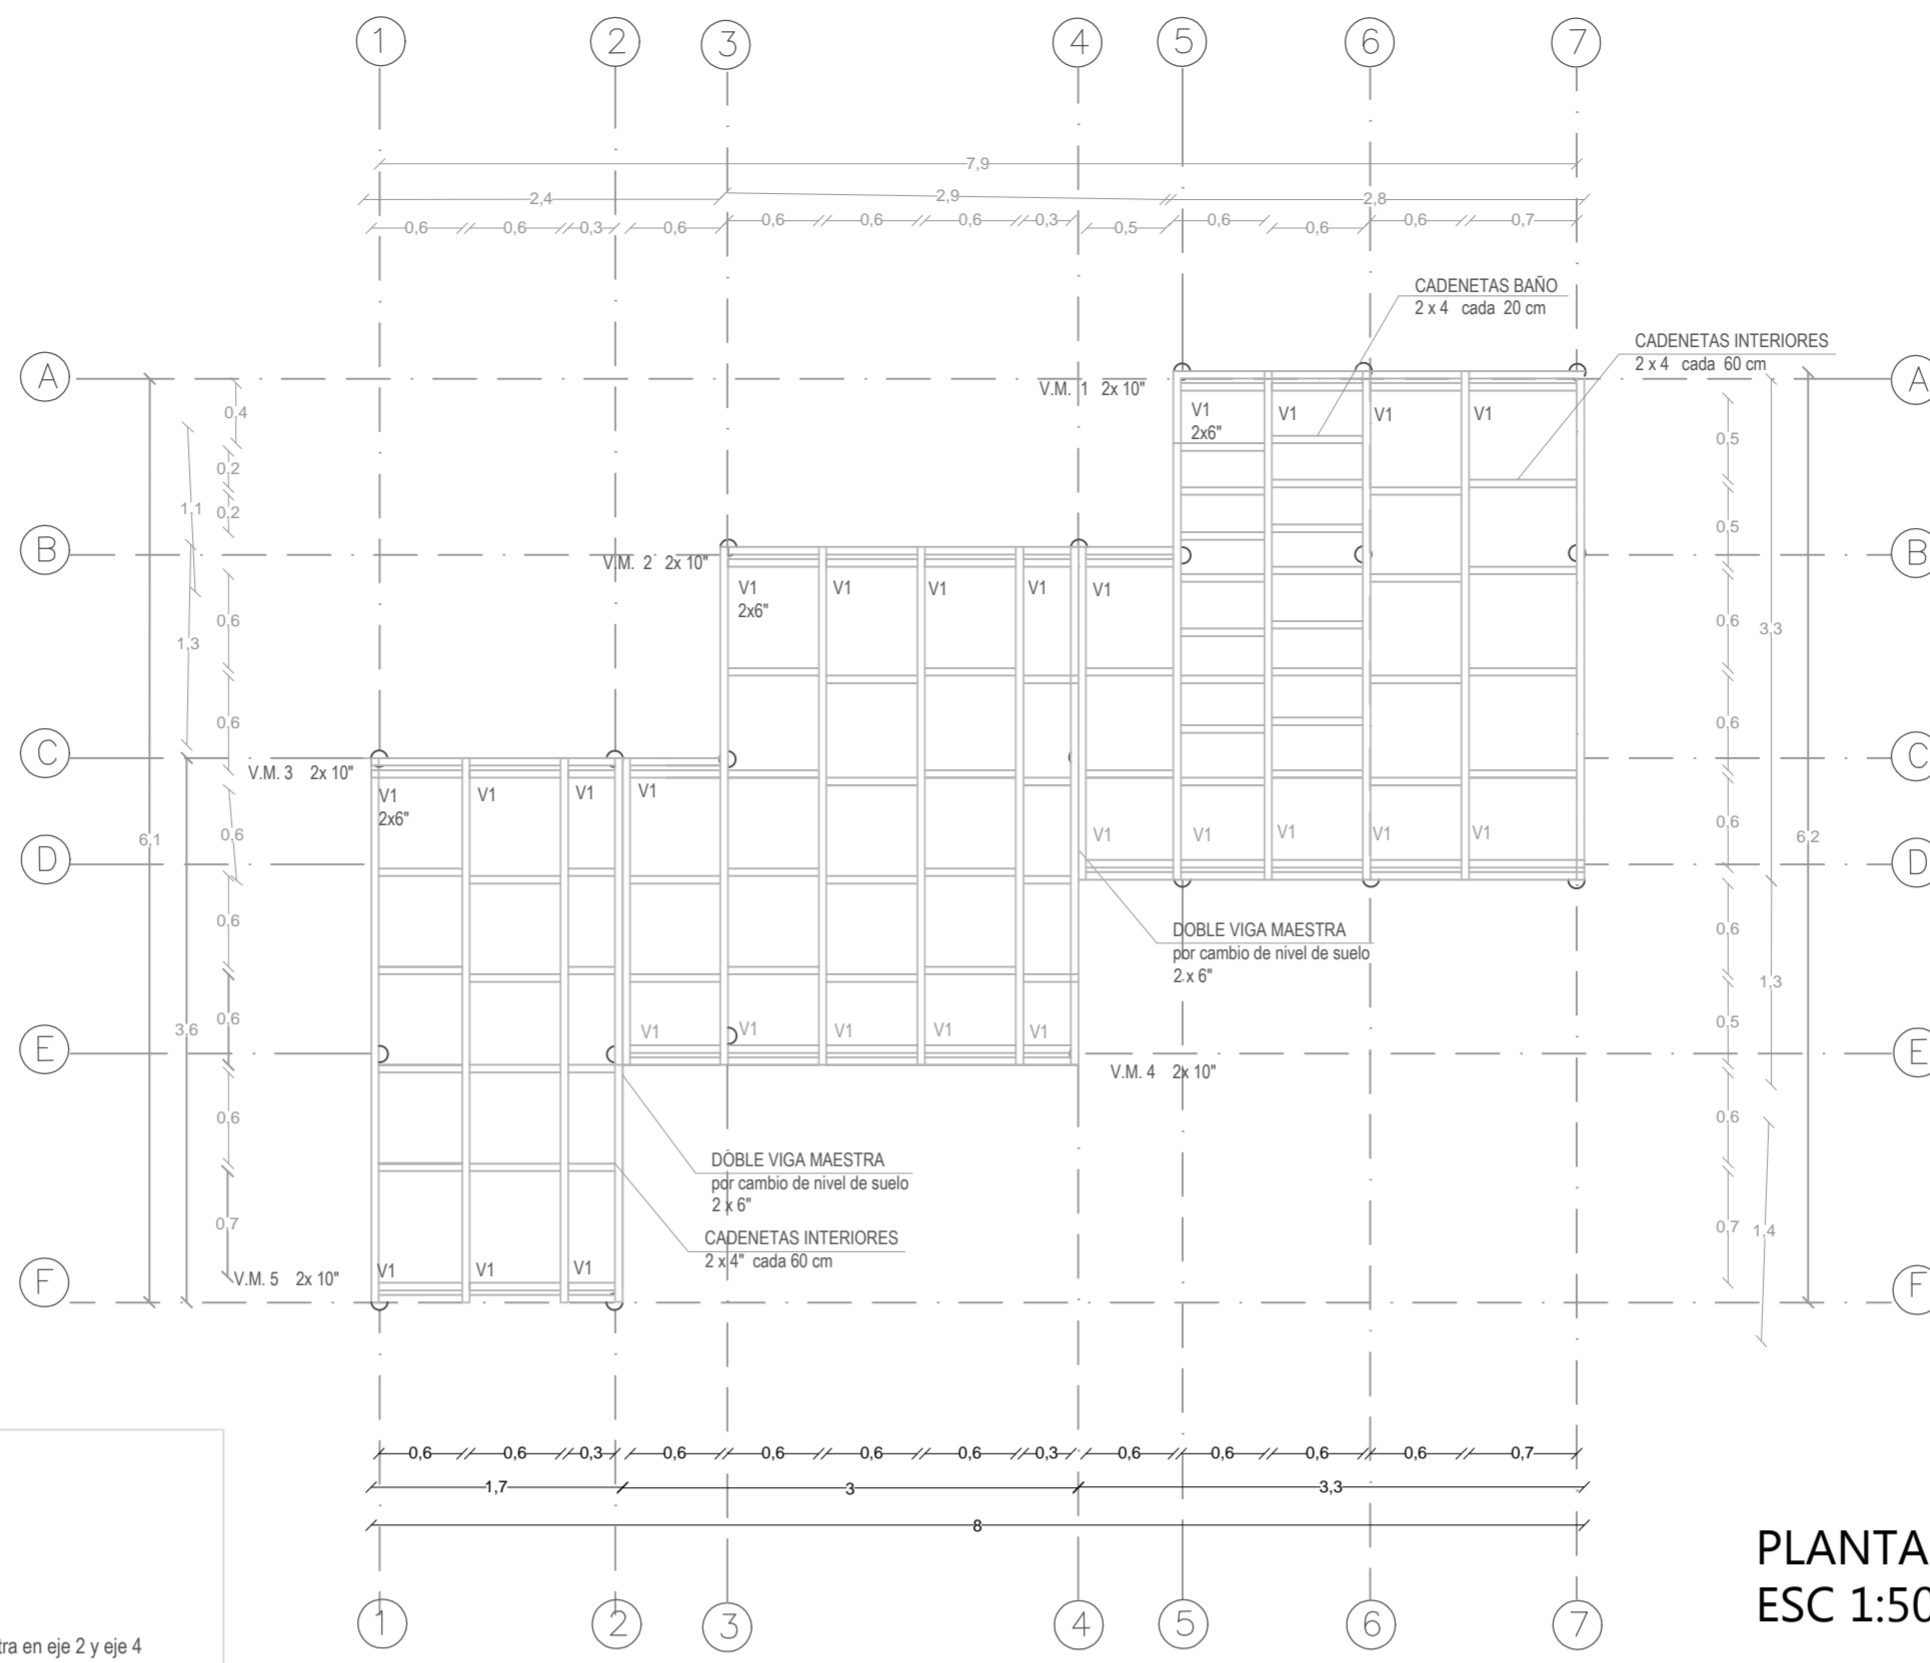 1 2 3 4 5 6 7
7,9
2,4 2,9 2,8
0,6 0,6 0,3 0,6 0,6 0,6 0,6 0,3 0,5 0,6 0,6 0,6 0,7
CADENETAS BAÑO
2 x 4 cada 20 cm
CADENETAS INTERIORES
2 x 4 cada 60 cm
A A
V.M. 1 2x 10"
0,4
V1 V1 V1 V1
2x6"
0,5
0,2
1,1 0,2
0,5
B B
V.M. 2 2x 10"
V1 V1 V1 V1 V1
2x6"
0,6 0,6
1,3 3,3
0,6 0,6
C C
V.M. 3 2x 10"
V1 V1 V1 V1
2x6"
0,6 0,6
6,1 6,2
V1 V1 V1 V1 V1
D D
0,6 0,6
DOBLE VIGA MAESTRA
por cambio de nivel de suelo
2 x 6"
1,3
3,6 0,6 0,5
V1 V1 V1 V1 V1
E E
V.M. 4 2x 10"
0,6 0,6
DOBLE VIGA MAESTRA
por cambio de nivel de suelo
2 x 6"
0,7 0,7 1,4
CADENETAS INTERIORES
2 x 4" cada 60 cm
V1 V1 V1
V.M. 5 2x 10"
F F
0,6 0,6 0,3 0,6 0,6 0,6 0,6 0,3 0,6 0,6 0,6 0,6 0,7
1,7 3 3,3
8
PLANTA
ESC 1:50
1 2 3 4 5 6 7
tra en eje 2 y eje 4